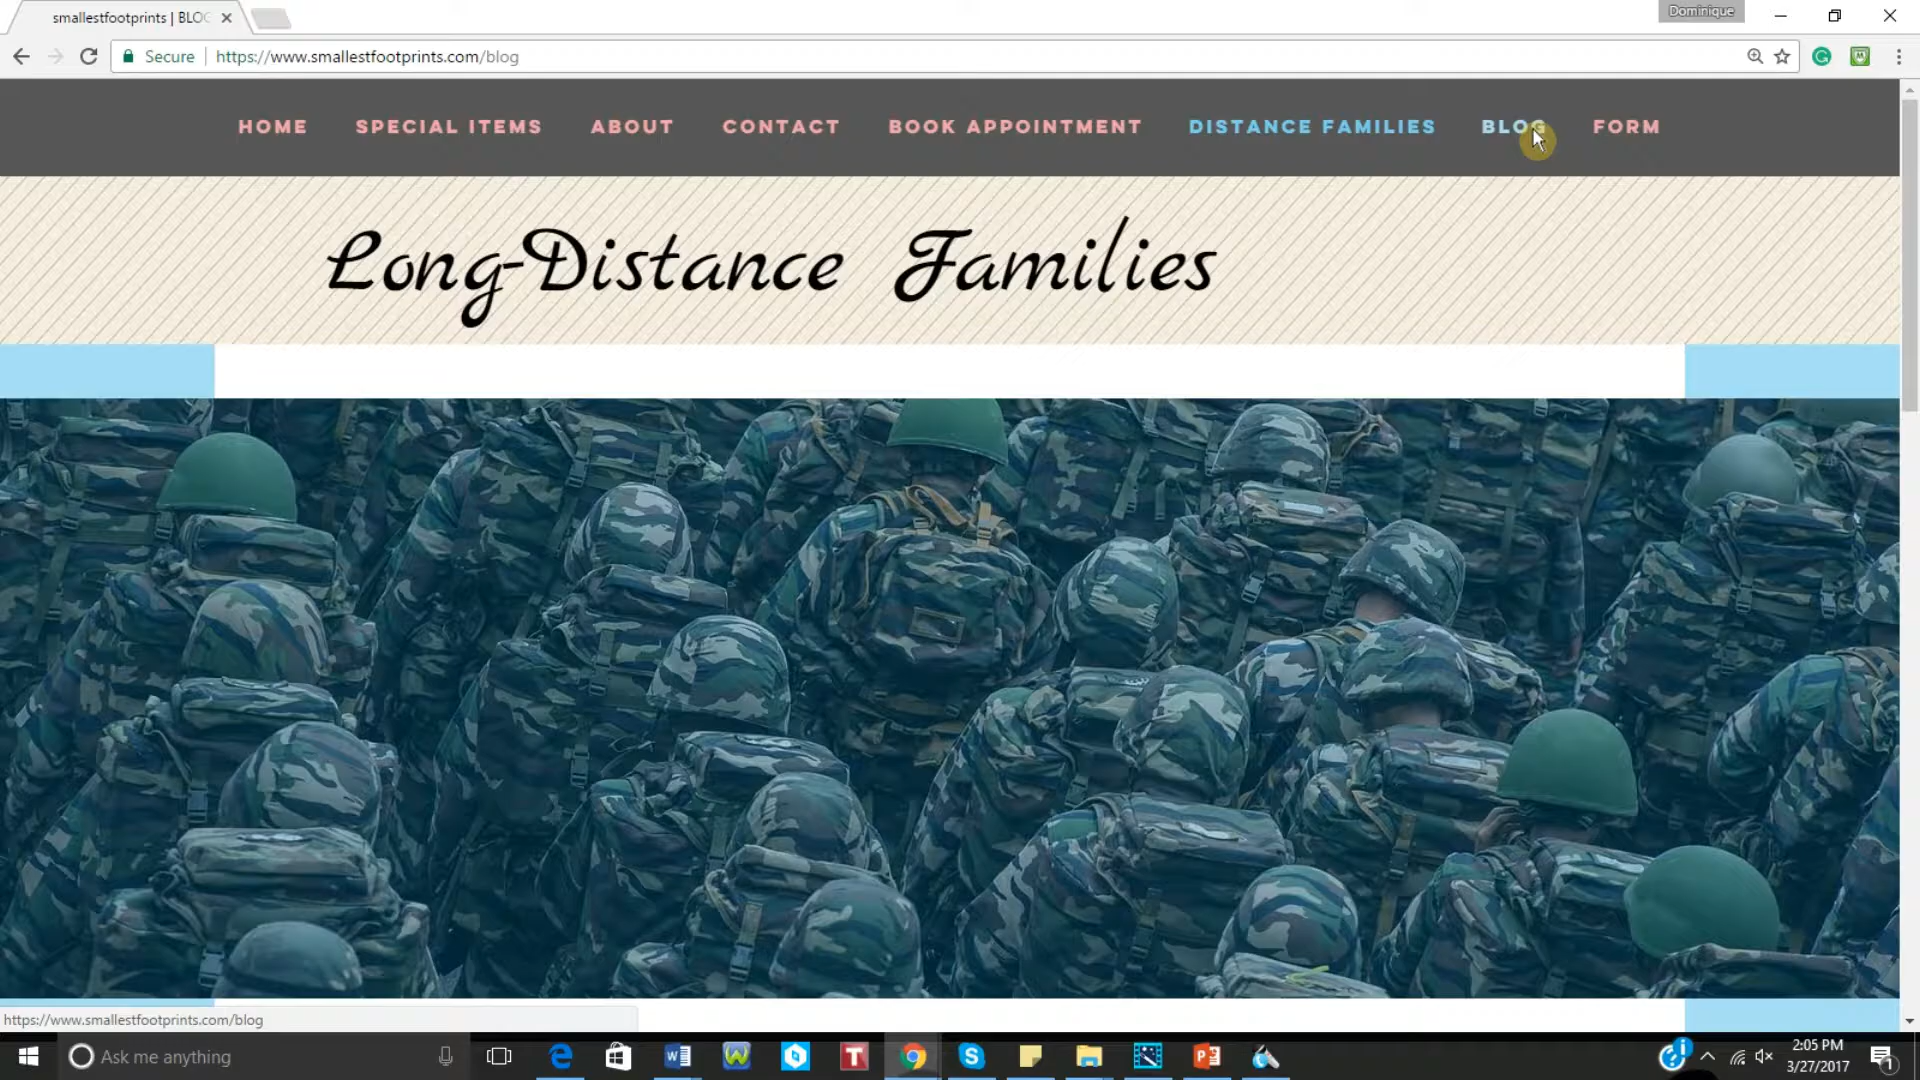 smallestfootprints | BLOG
Dominique
Secure
https://www.smallestfootprints.com/blog
HOME SPECIAL ITEMS ABOUT CONTACT BOOK APPOINTMENT DISTANCE FAMILIES BLOG FORM
Long-Distance Families
https://www.smallestfootprints.com/blog
Ask me anything
2:05 PM
3/27/2017